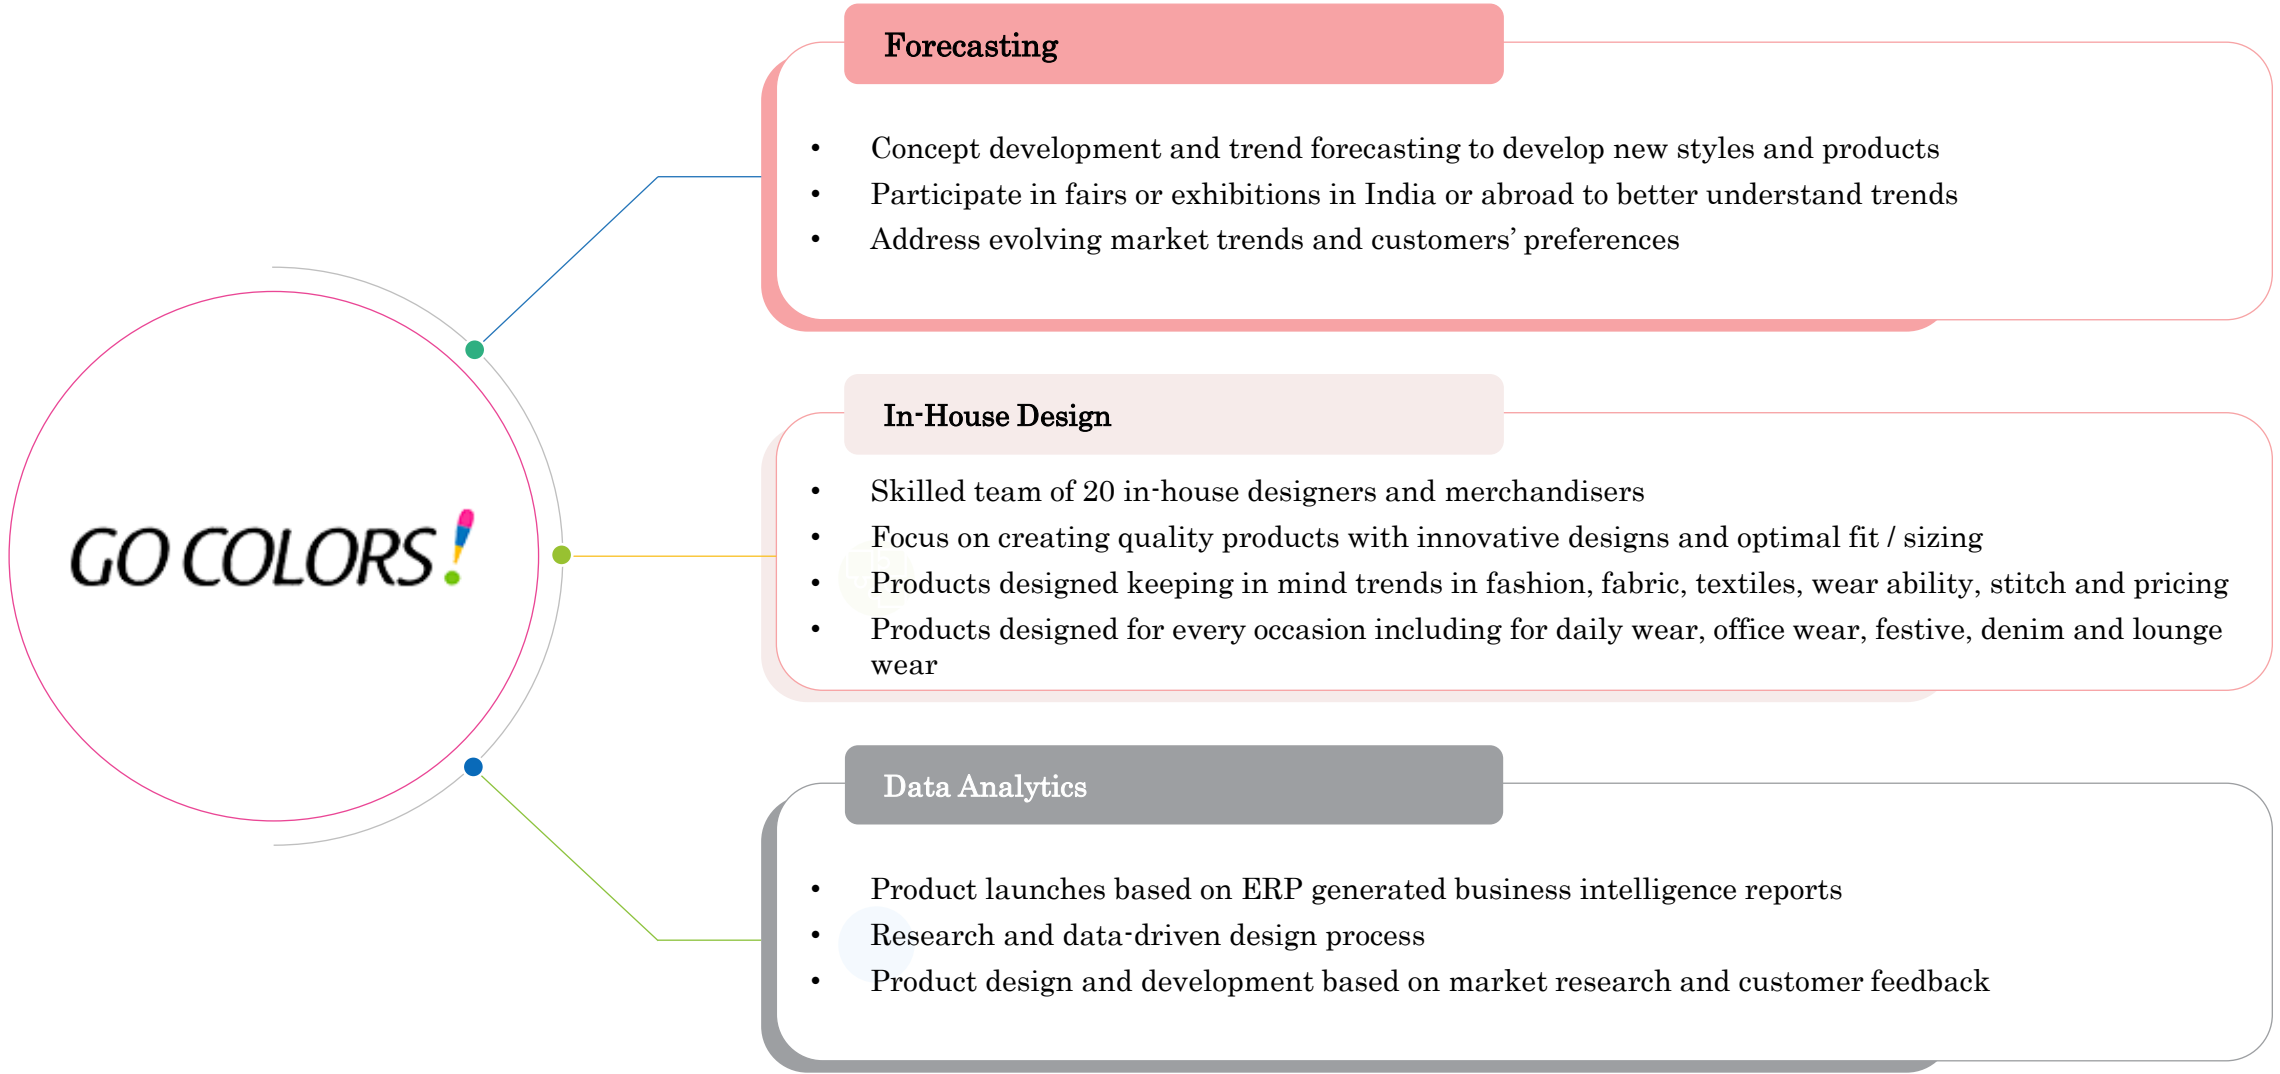 Forecasting
• Concept development and trend forecasting to develop new styles and products
• Participate in fairs or exhibitions in India or abroad to better understand trends
• Address evolving market trends and customers’ preferences
GO COLORS!
In-House Design
• Skilled team of 20 in-house designers and merchandisers
• Focus on creating quality products with innovative designs and optimal fit / sizing
• Products designed keeping in mind trends in fashion, fabric, textiles, wear ability, stitch and pricing
• Products designed for every occasion including for daily wear, office wear, festive, denim and lounge
wear
Data Analytics
• Product launches based on ERP generated business intelligence reports
• Research and data-driven design process
• Product design and development based on market research and customer feedback